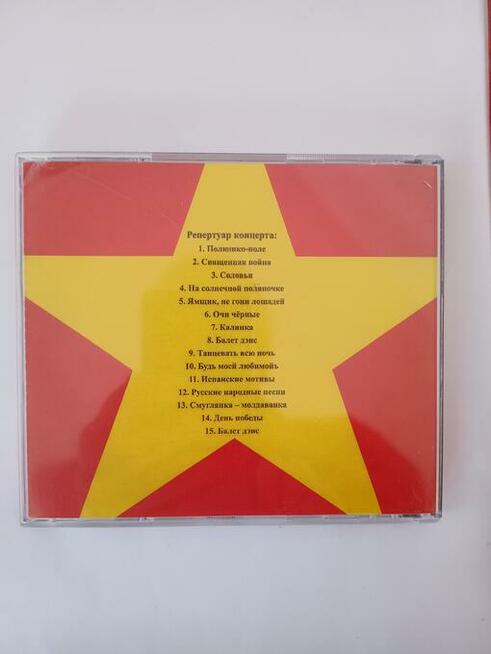 Репертуар концерта:
1. Полюшко-поле
2. Священная война
3. Соловьи
4. На солнечной поляночке
5. Ямщик, не гони лошадей
6. Очи чёрные
7. Калинка
8. Балет дэнс
9. Танцевать всю ночь
10. Будь моей любимойь
11. Испанские мотивы
12. Русские народные песни
13. Смуглянка – молдаванка
14. День победы
15. Балет дэнс